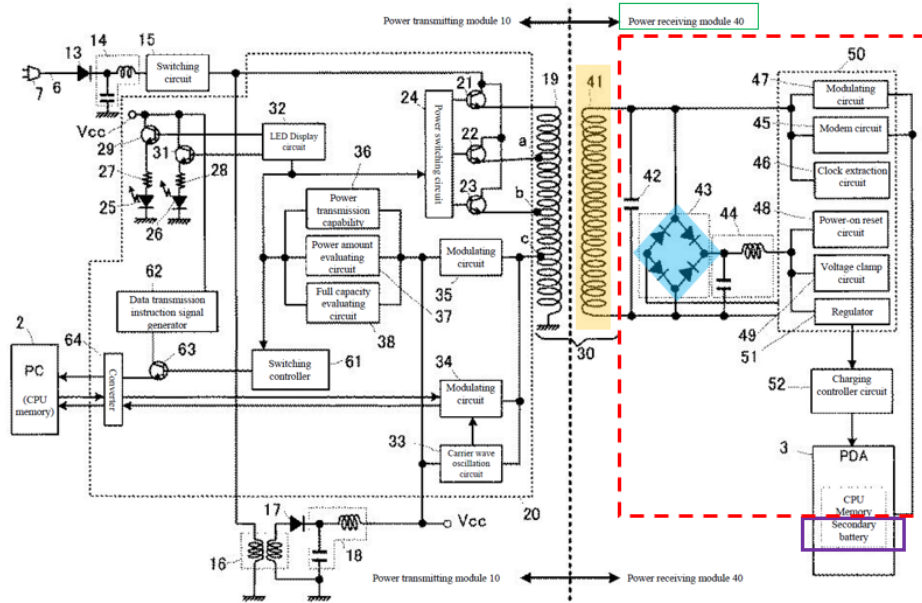 Power transmitting module 10
Power receiving module 40
13
14
15
Switching
circuit
7
6
Vcc
29
31
27
28
25
26
32
LED Display circuit
24
Power switching circuit
21
22
23
19
a
b
c
41
30
36
Power
transmission
capability
Power amount
evaluating circuit
37
Full capacity
evaluating circuit
38
Modulating
circuit
35
62
Data transmission
instruction signal
generator
63
64
Converter
2
PC
(CPU
memory)
Switching
controller
61
34
Modulating
circuit
33
Carrier wave
oscillation
circuit
20
17
16
18
Vcc
42
43
44
50
47
Modulating
circuit
45
Modem circuit
46
Clock extraction
circuit
48
Power-on reset
circuit
Voltage clamp
circuit
49
Regulator
51
52
Charging
controller circuit
3
PDA
CPU
Memory
Secondary
battery
Power transmitting module 10
Power receiving module 40